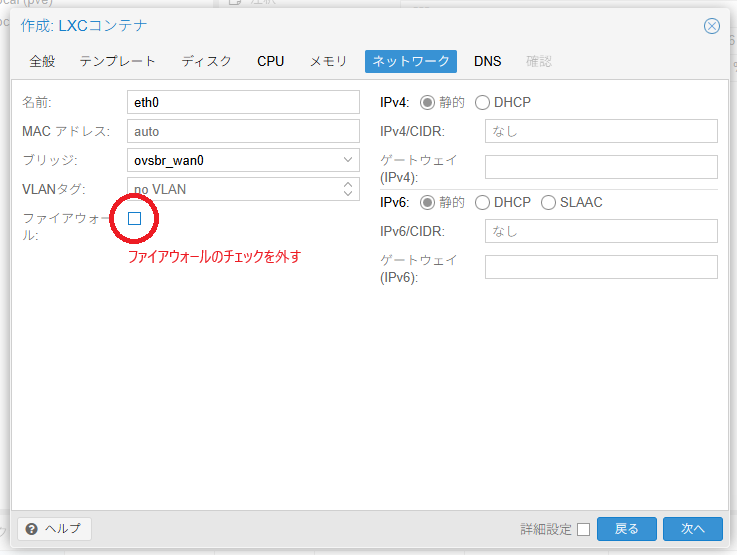 cal (pve)
作成: LXCコンテナ
全般 テンプレート ディスク CPU メモリ ネットワーク DNS 確認
名前: eth0
MAC アドレス: auto
ブリッジ: ovsbr_wan0
VLANタグ: no VLAN
ファイアウォー
ル:
ファイアウォールのチェックを外す
IPv4: 静的 DHCP
IPv4/CIDR: なし
ゲートウェイ
(IPv4):
IPv6: 静的 DHCP SLAAC
IPv6/CIDR: なし
ゲートウェイ
(IPv6):
ヘルプ 詳細設定 戻る 次へ